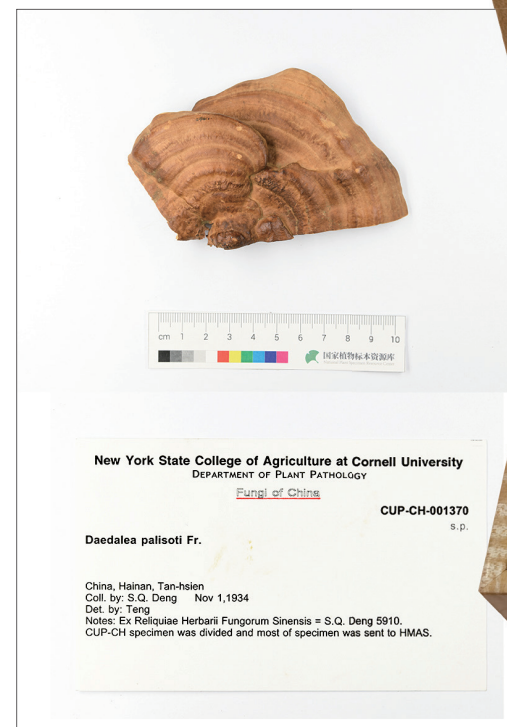 cm 1 2 3 4 5 6 7 8 9 10
国家植物标本资源库
New York State College of Agriculture at Cornell University
DEPARTMENT OF PLANT PATHOLOGY
Fungi of China
CUP-CH-001370
s.p.
Daedalea palisoti Fr.
China, Hainan, Tan-hsien
Coll. by: S.Q. Deng Nov 1,1934
Det. by: Teng
Notes: Ex Reliquiae Herbarii Fungorum Sinensis = S.Q. Deng 5910.
CUP-CH specimen was divided and most of specimen was sent to HMAS.